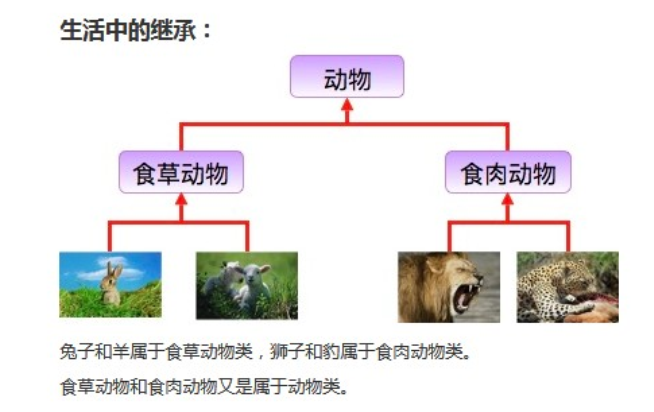 生活中的继承：
动物
食草动物
食肉动物
兔子和羊属于食草动物类，狮子和豹属于食肉动物类。
食草动物和食肉动物又是属于动物类。